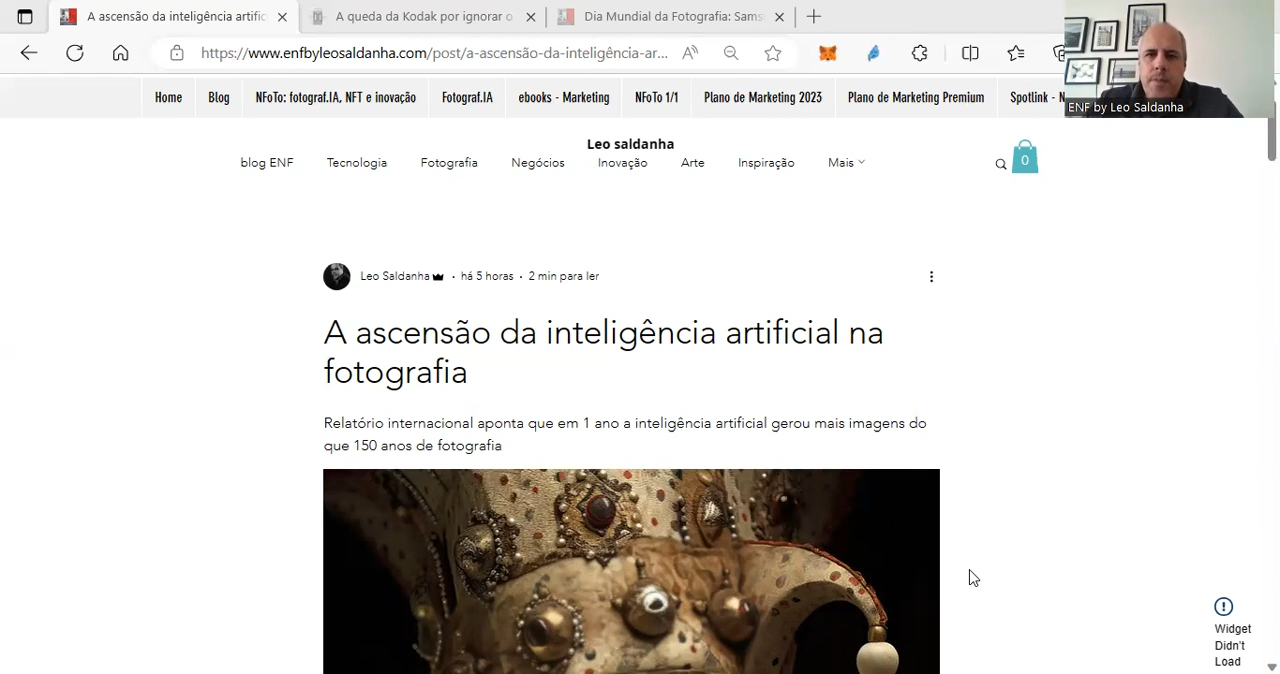 A ascensão da inteligência artific
A queda da Kodak por ignorar o
Dia Mundial da Fotografia: Sams
https://www.enfbyleosaldanha.com/post/a-ascensão-da-inteligência-ar...
ENF by Leo Saldanha
Home Blog NFoTo: fotograf.IA, NFT e inovação Fotograf.IA ebooks - Marketing NFoTo 1/1 Plano de Marketing 2023 Plano de Marketing Premium Spotlink - N
Leo saldanha
blog ENF Tecnologia Fotografia Negócios Inovação Arte Inspiração Mais
0
Leo Saldanha · há 5 horas · 2 min para ler
A ascensão da inteligência artificial na
fotografia
Relatório internacional aponta que em 1 ano a inteligência artificial gerou mais imagens do
que 150 anos de fotografia
Widget
Didn't
Load